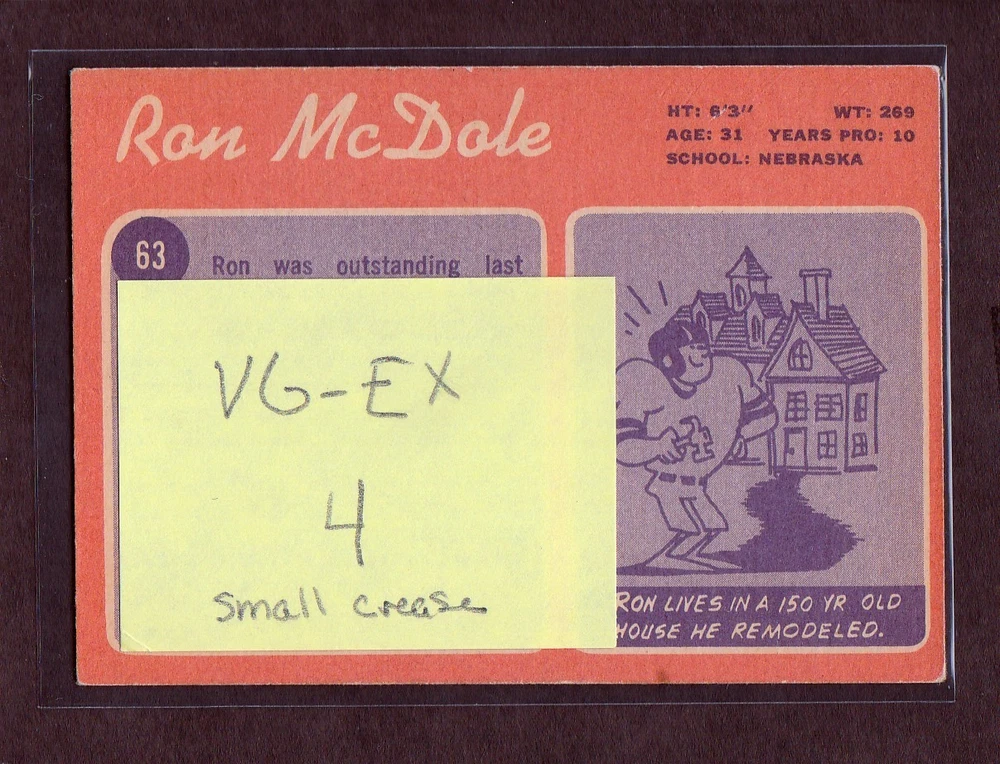 Ron McDole
HT: 6'3" WT: 269
AGE: 31 YEARS PRO: 10
SCHOOL: NEBRASKA
63
Ron was outstanding last
VG-EX
4
small crease
RON LIVES IN A 150 YR OLD
HOUSE HE REMODELED.